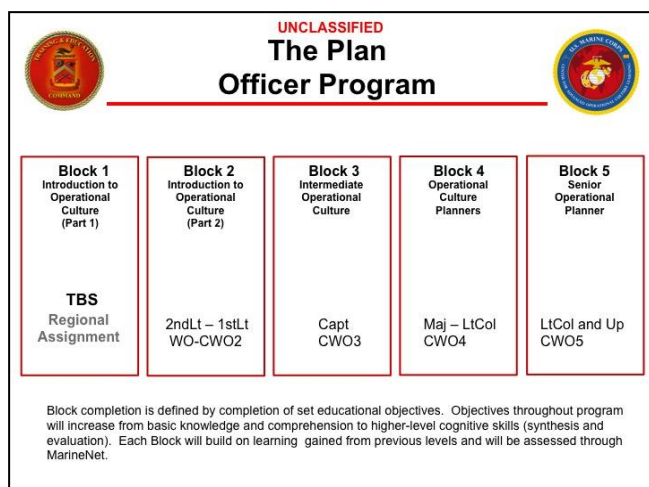 UNCLASSIFIED
The Plan
Officer Program
TRAINING & EDUCATION
COMMAND
U.S. MARINE CORPS
Block 1
Introduction to
Operational
Culture
(Part 1)
TBS
Regional
Assignment
Block 2
Introduction to
Operational
Culture
(Part 2)
2ndLt – 1stLt
WO-CWO2
Block 3
Intermediate
Operational
Culture
Capt
CWO3
Block 4
Operational
Culture
Planners
Maj – LtCol
CWO4
Block 5
Senior
Operational
Planner
LtCol and Up
CWO5
Block completion is defined by completion of set educational objectives. Objectives throughout program
will increase from basic knowledge and comprehension to higher-level cognitive skills (synthesis and
evaluation). Each Block will build on learning gained from previous levels and will be assessed through
MarineNet.